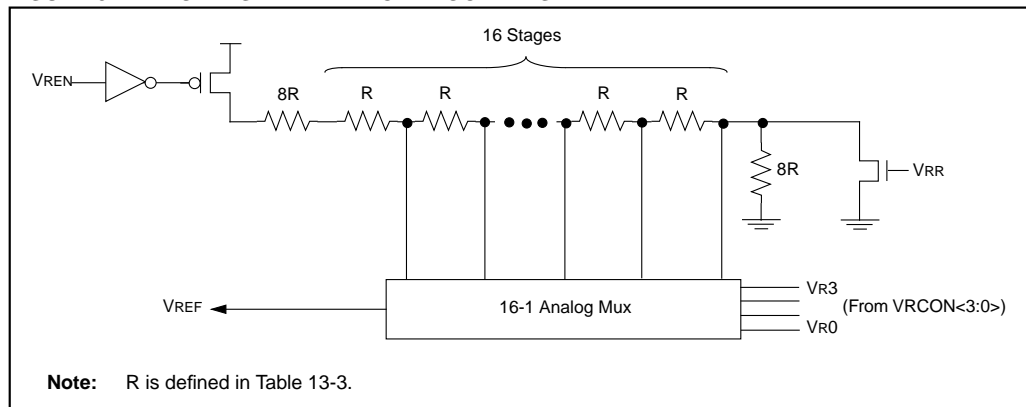 16 Stages
VREN
8R
R
R
R
R
8R
VRR
VREF
16-1 Analog Mux
VR3
(From VRCON<3:0>)
VR0
Note: R is defined in Table 13-3.